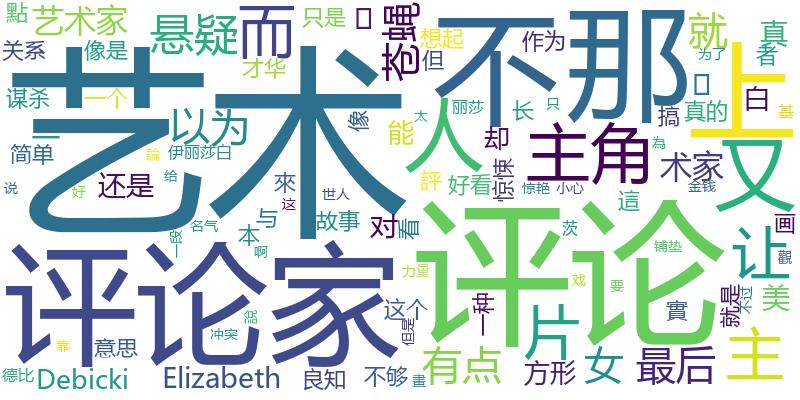 點 艺术家 悬疑 而 只是 口 苍蝇 想起 作为 就 真
关系 像是 但 者 为了
才华 不 那 上
谋杀 一个 艺术 像 太 丽莎 长 搞 真的 白 基
一 以为 能 人 却 只 主角 又
简单 論 伊丽莎白 評 好看 惊悚 术家 為
说 好 还是 给 來 世人 惊艳 小心 這 金钱
名气 与 故事 对 看 茨 画
一段 啊 本 这 评论 铺垫 让 觀
评论家 力量 戏 要 就是 不过 美
靠 意思 冲突 說 这个 但是 一种 片 實
德比 Debicki Elizabeth 良知 不够 畫 有点 方形 女 最后 主